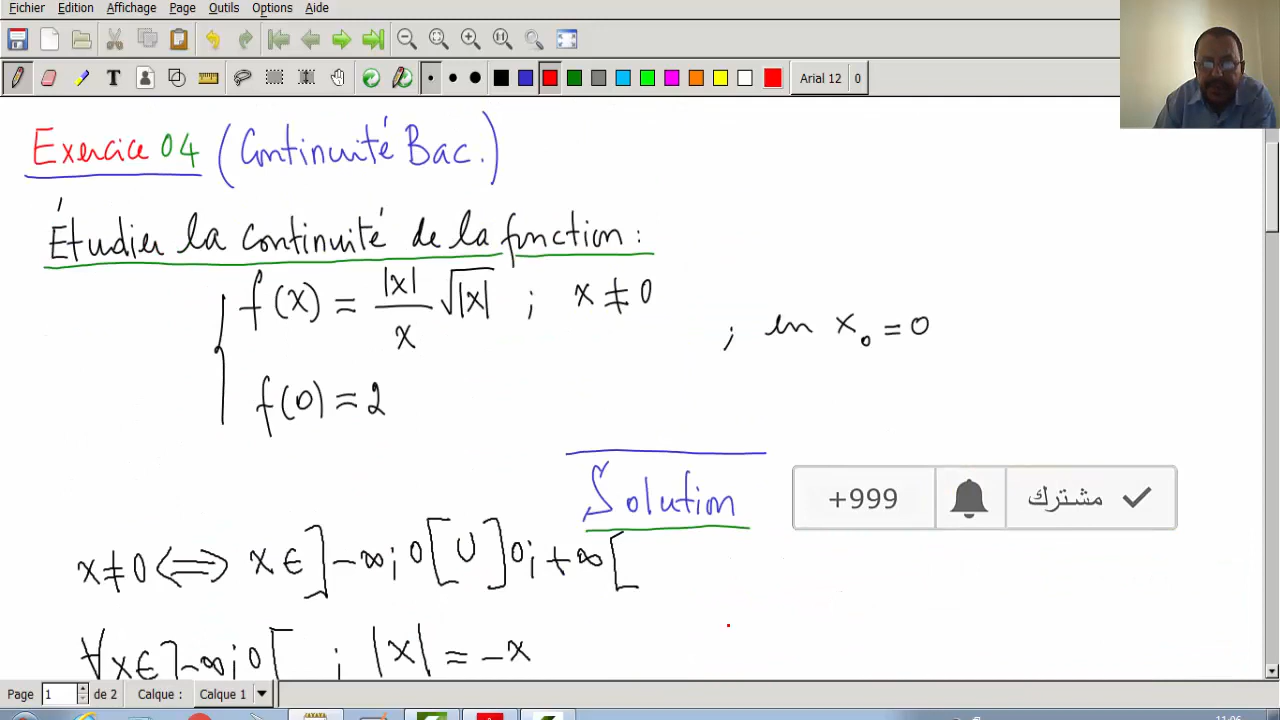 Fichier Edition Affichage Page Outils Options Aide
Arial 12 0
Exercice 04 (Continuité Bac.)
Étudier la continuité de la fonction :
f(x) = |x|/x √|x| ; x ≠ 0
; en x₀ = 0
f(0) = 2
Solution
+999 مشترك
x≠0 ⟺ x ∈ ]-∞; 0[ ∪ ]0; +∞[
∀x ∈ ]-∞; 0[ ; |x| = -x
Page 1 de 2 Calque : Calque 1